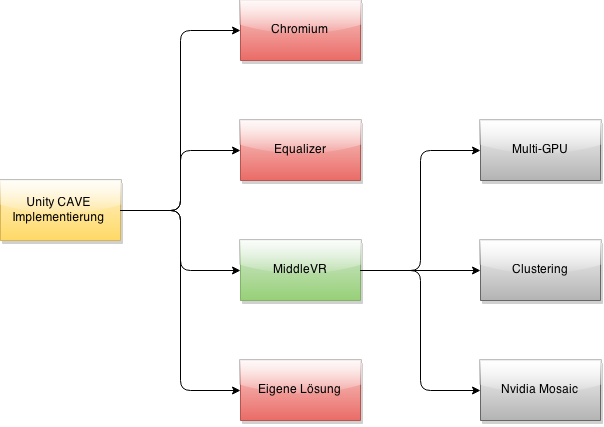 Chromium
Equalizer
Multi-GPU
Unity CAVE
Implementierung
MiddleVR
Clustering
Eigene Lösung
Nvidia Mosaic